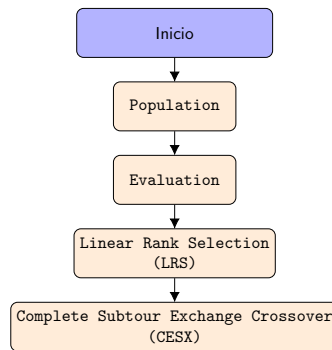 Inicio
Population
Evaluation
Linear Rank Selection
(LRS)
Complete Subtour Exchange Crossover
(CESX)